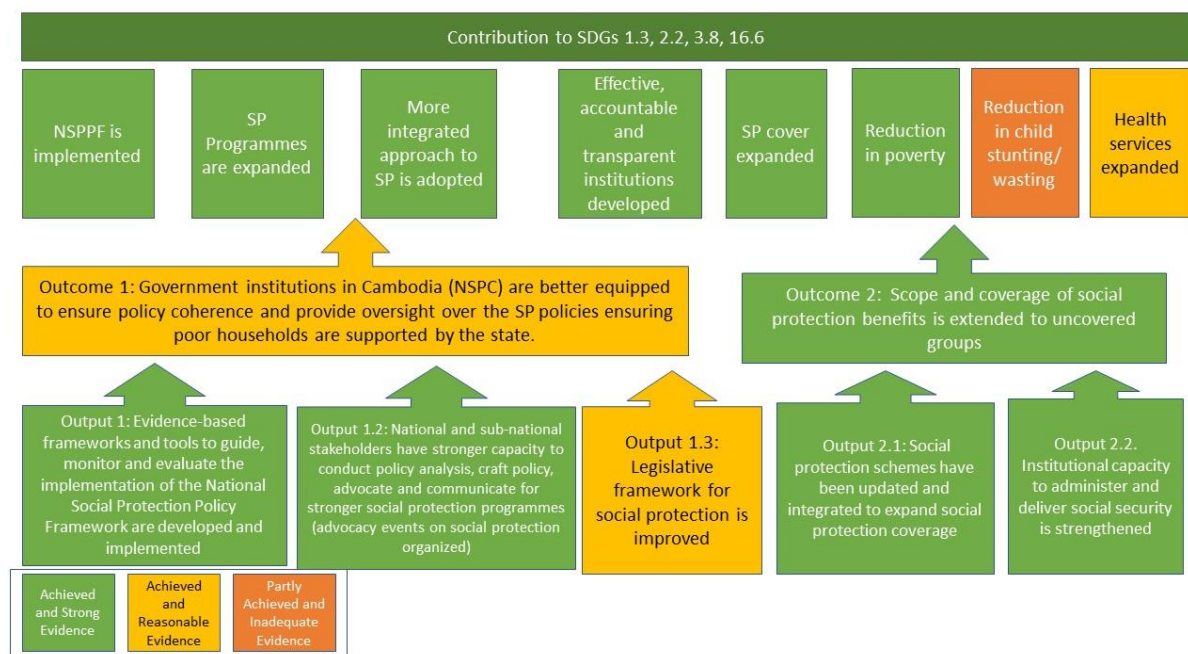 Contribution to SDGs 1.3, 2.2, 3.8, 16.6
NSPPF is
implemented
SP
Programmes
are expanded
More
integrated
approach to
SP is adopted
Effective,
accountable
and
transparent
institutions
developed
SP cover
expanded
Reduction
in poverty
Reduction
in child
stunting/
wasting
Health
services
expanded
Outcome 1: Government institutions in Cambodia (NSPC) are better equipped
to ensure policy coherence and provide oversight over the SP policies ensuring
poor households are supported by the state.
Outcome 2:  Scope and coverage of social
protection benefits is extended to uncovered
groups
Output 1: Evidence-based
frameworks and tools to guide,
monitor and evaluate the
implementation of the National
Social Protection Policy
Framework are developed and
implemented
Output 1.2: National and sub-national
stakeholders have stronger capacity to
conduct policy analysis, craft policy,
advocate and communicate for
stronger social protection programmes
(advocacy events on social protection
organized)
Output 1.3:
Legislative
framework for
social protection is
improved
Output 2.1: Social
protection schemes have
been updated and
integrated to expand social
protection coverage
Output 2.2.
Institutional capacity
to administer and
deliver social security
is strengthened
Achieved
and Strong
Evidence
Achieved
and
Reasonable
Evidence
Partly
Achieved and
Inadequate
Evidence